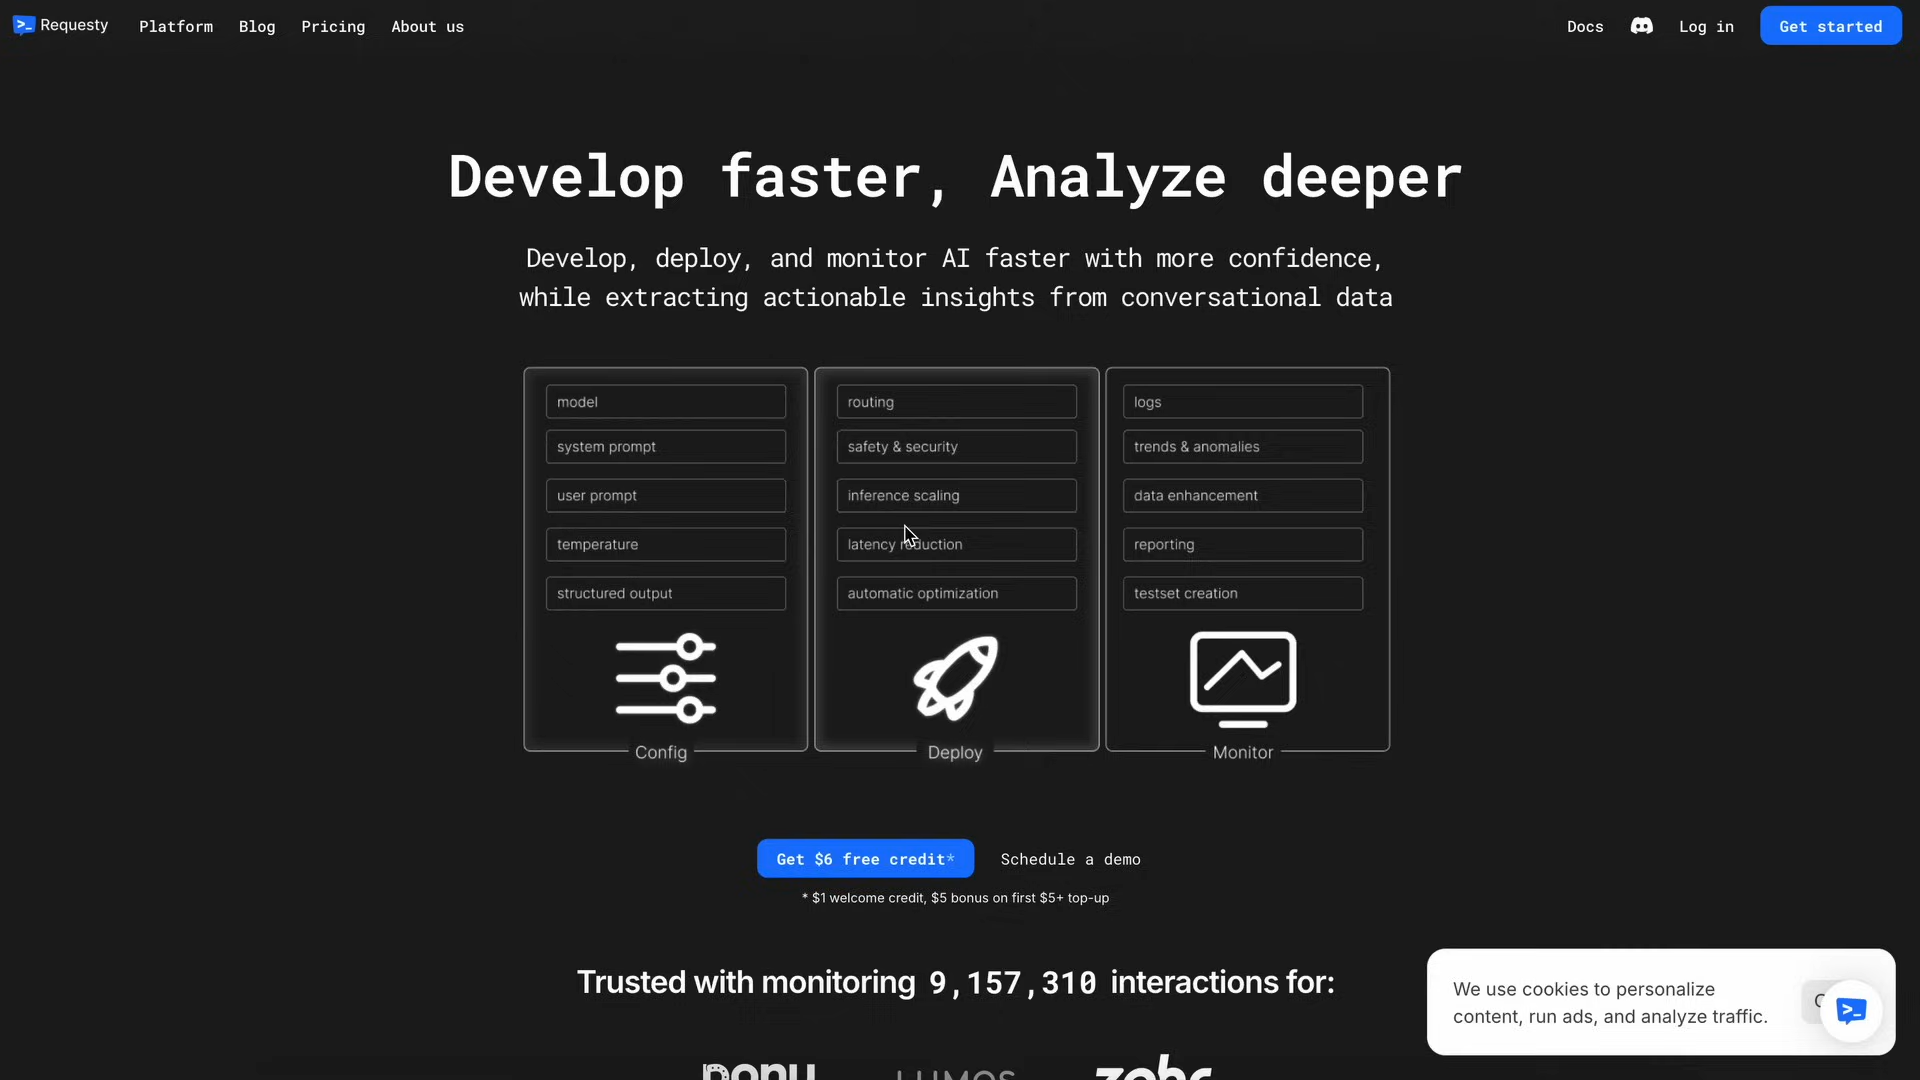 Requesty
Platform
Blog
Pricing
About us
Docs
Log in
Get started
Develop faster, Analyze deeper
Develop, deploy, and monitor AI faster with more confidence,
while extracting actionable insights from conversational data
model
system prompt
user prompt
temperature
structured output
Config
routing
safety & security
inference scaling
latency reduction
automatic optimization
Deploy
logs
trends & anomalies
data enhancement
reporting
testset creation
Monitor
Get $6 free credit*
Schedule a demo
* $1 welcome credit, $5 bonus on first $5+ top-up
Trusted with monitoring 9,157,310 interactions for:
LUMOS
We use cookies to personalize
content, run ads, and analyze traffic.